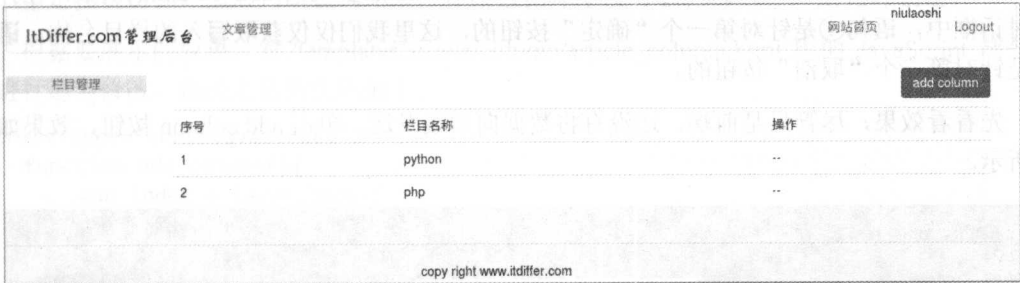 niulaoshi
ItDiffer.com管理后台 文章管理 网站首页 Logout
栏目管理 add column
序号 栏目名称 操作
1 python --
2 php --
copy right www.itdiffer.com